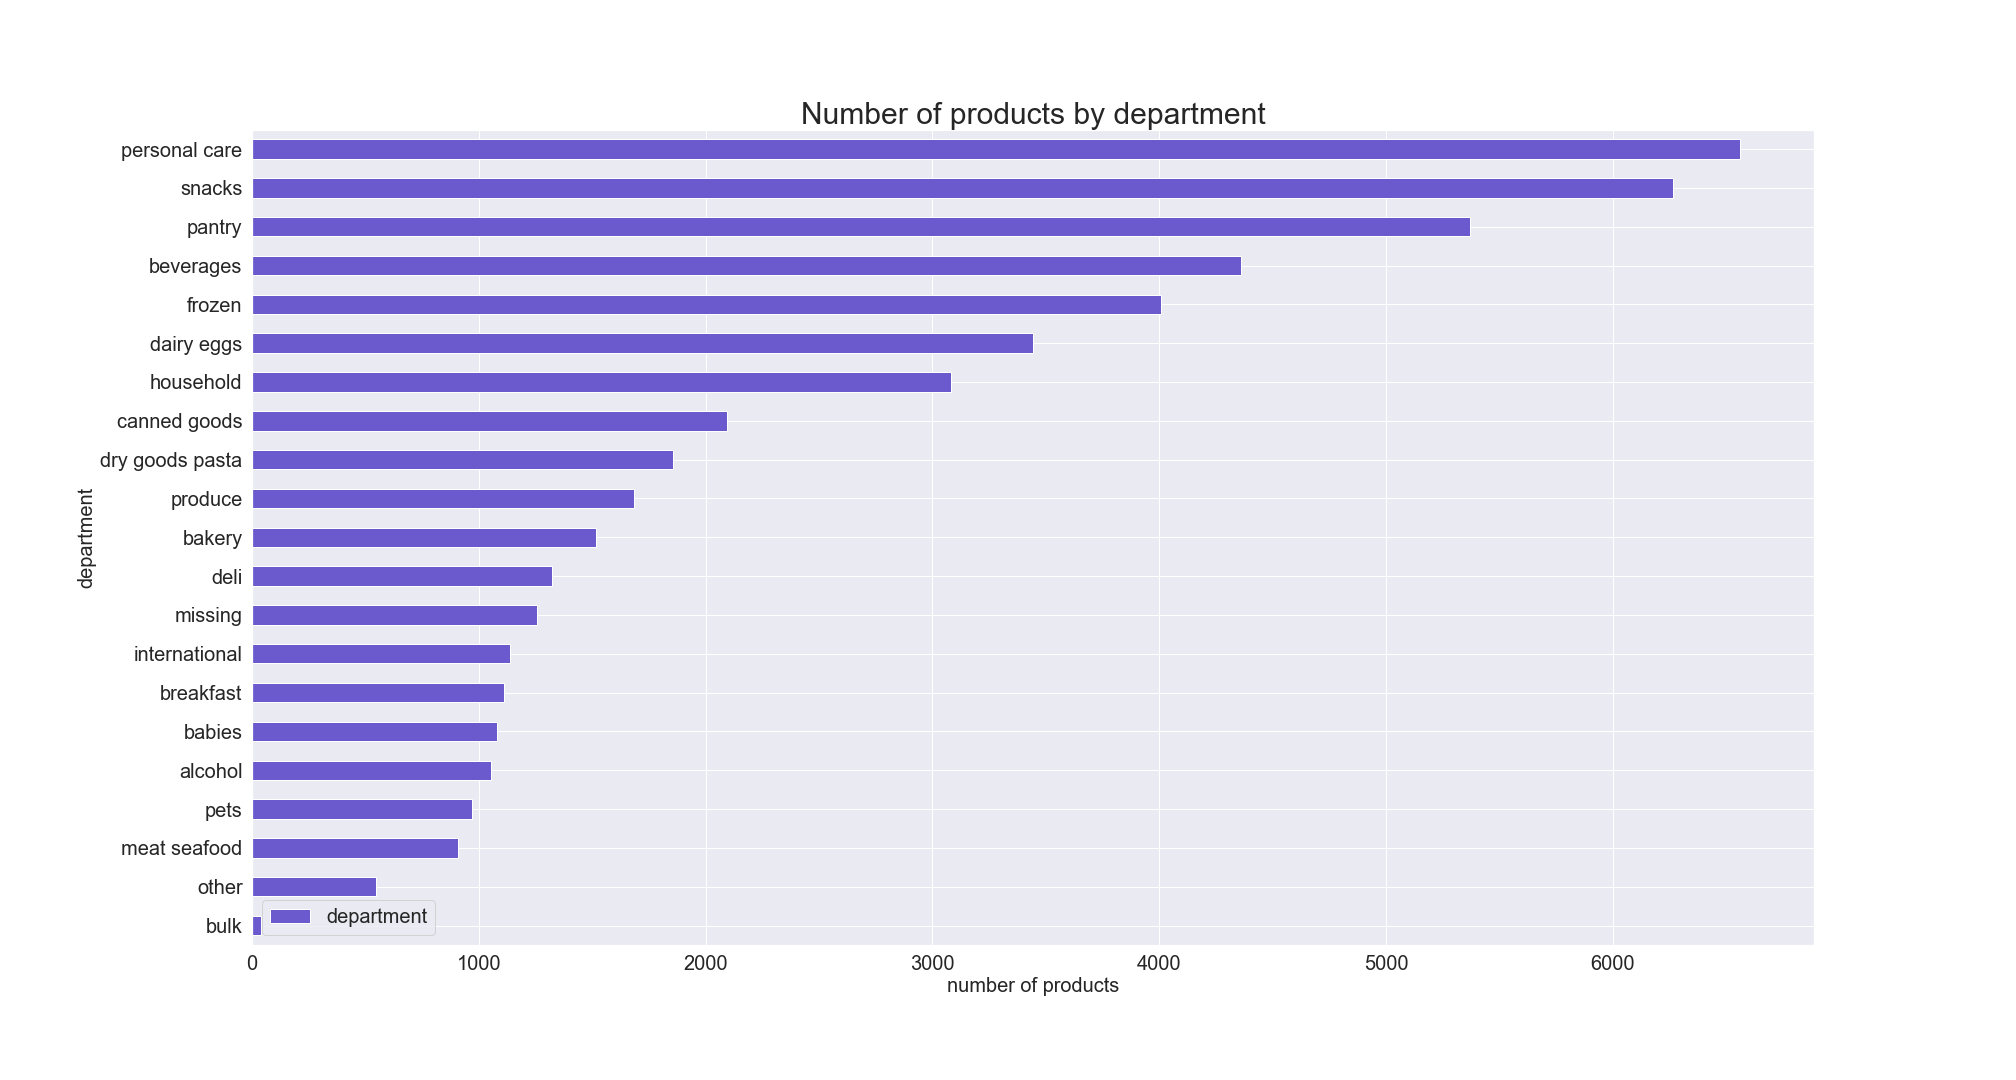 Number of products by department
personal care
snacks
pantry
beverages
frozen
dairy eggs
household
canned goods
dry goods pasta
produce
bakery
deli
missing
international
breakfast
babies
alcohol
pets
meat seafood
other
bulk
department
department
0 1000 2000 3000 4000 5000 6000
number of products